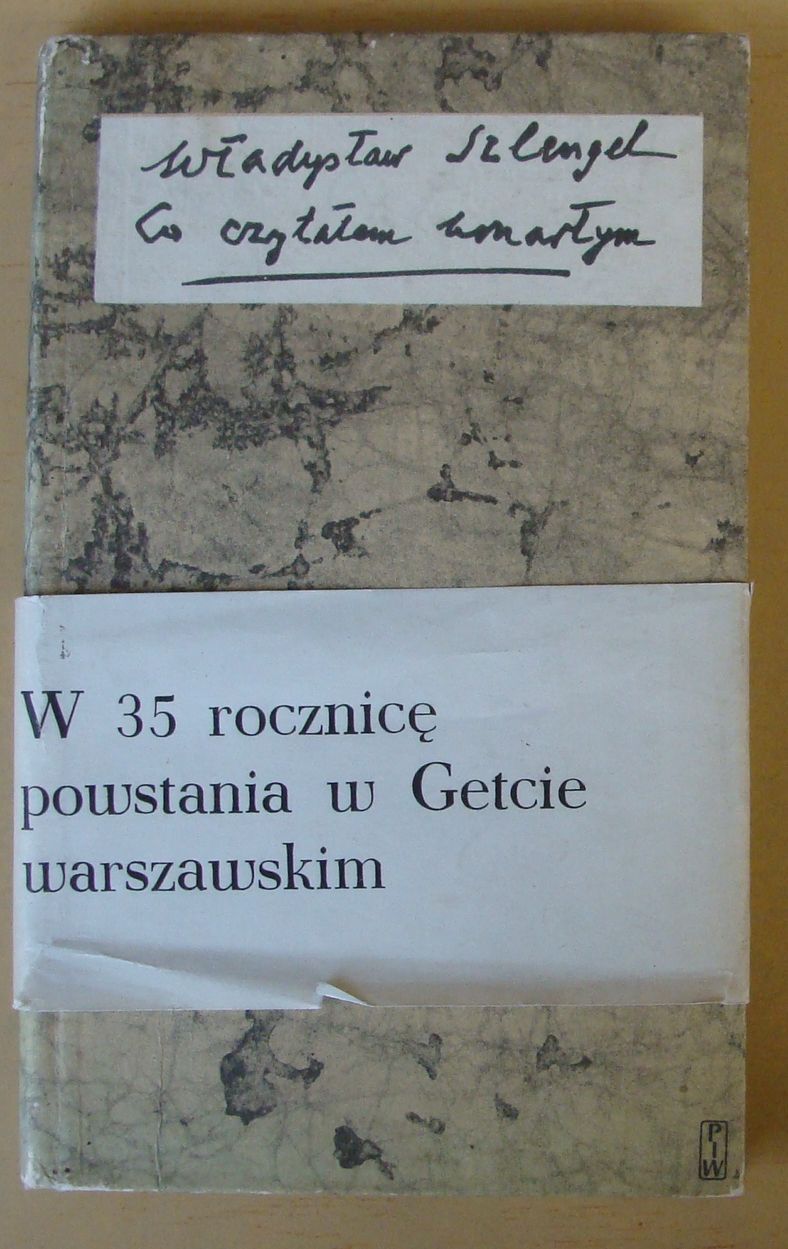 Władysław Szlengel
Co czytałem umarłym
W 35 rocznicę
powstania w Getcie
warszawskim
PIW